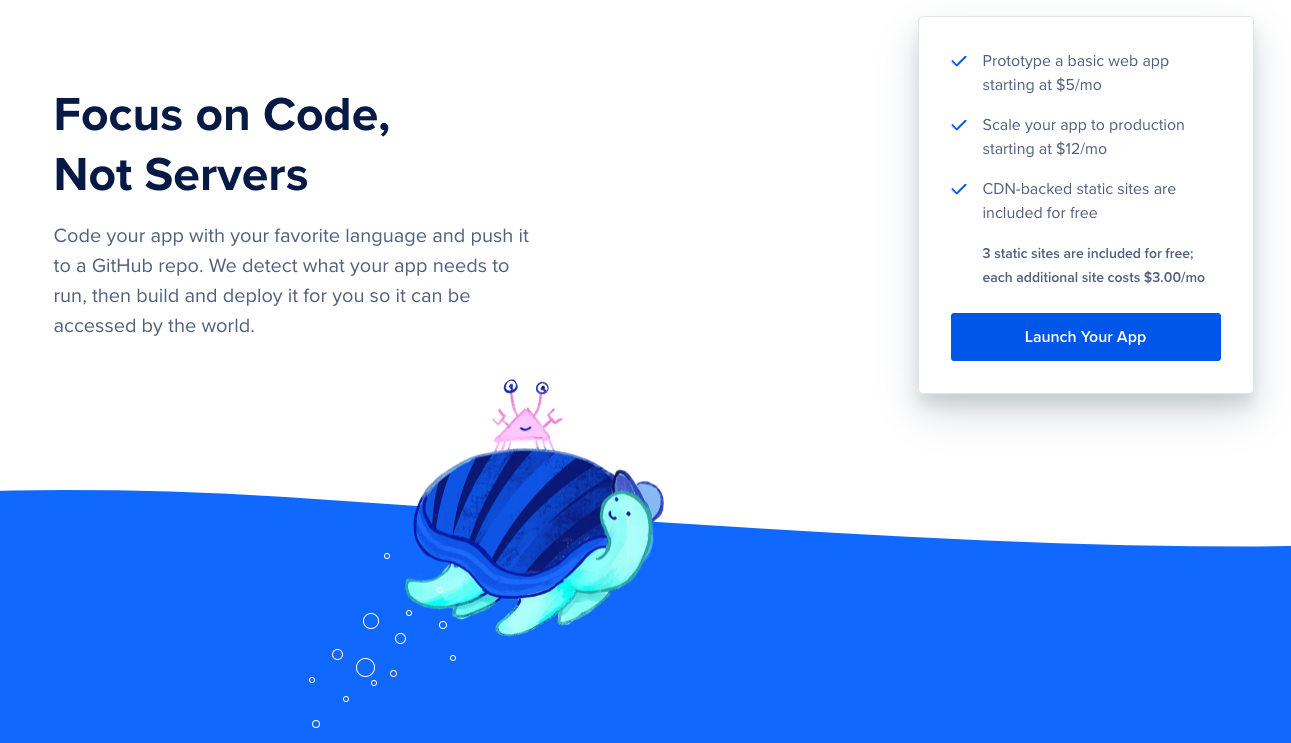 Focus on Code,
Not Servers
Code your app with your favorite language and push it
to a GitHub repo. We detect what your app needs to
run, then build and deploy it for you so it can be
accessed by the world.
Prototype a basic web app
starting at $5/mo
Scale your app to production
starting at $12/mo
CDN-backed static sites are
included for free
3 static sites are included for free;
each additional site costs $3.00/mo
Launch Your App